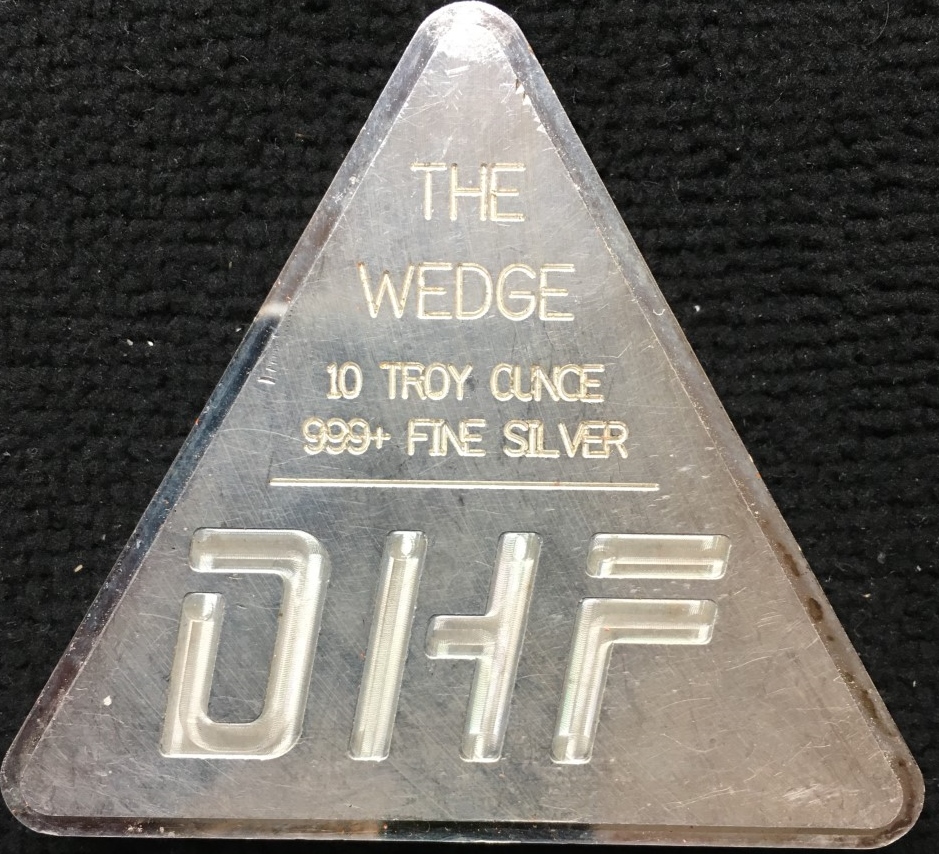 THE
WEDGE
10 TROY OUNCE
999+ FINE SILVER
DHF